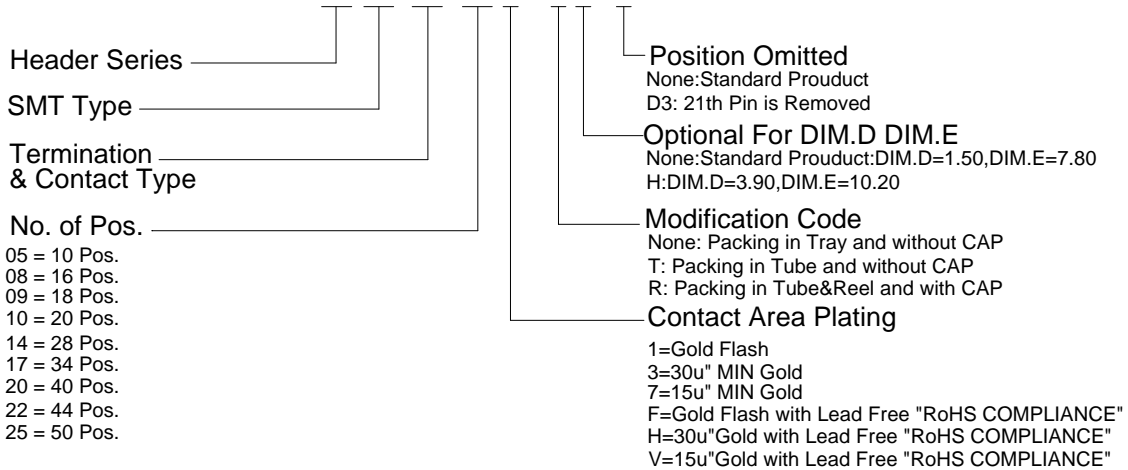 Header Series
SMT Type
Termination
& Contact Type
No. of Pos.
05 = 10 Pos.
08 = 16 Pos.
09 = 18 Pos.
10 = 20 Pos.
14 = 28 Pos.
17 = 34 Pos.
20 = 40 Pos.
22 = 44 Pos.
25 = 50 Pos.
Position Omitted
None:Standard Prouduct
D3: 21th Pin is Removed
Optional For DIM.D DIM.E
None:Standard Prouduct:DIM.D=1.50,DIM.E=7.80
H:DIM.D=3.90,DIM.E=10.20
Modification Code
None: Packing in Tray and without CAP
T: Packing in Tube and without CAP
R: Packing in Tube&Reel and with CAP
Contact Area Plating
1=Gold Flash
3=30u" MIN Gold
7=15u" MIN Gold
F=Gold Flash with Lead Free "RoHS COMPLIANCE"
H=30u"Gold with Lead Free "RoHS COMPLIANCE"
V=15u"Gold with Lead Free "RoHS COMPLIANCE"